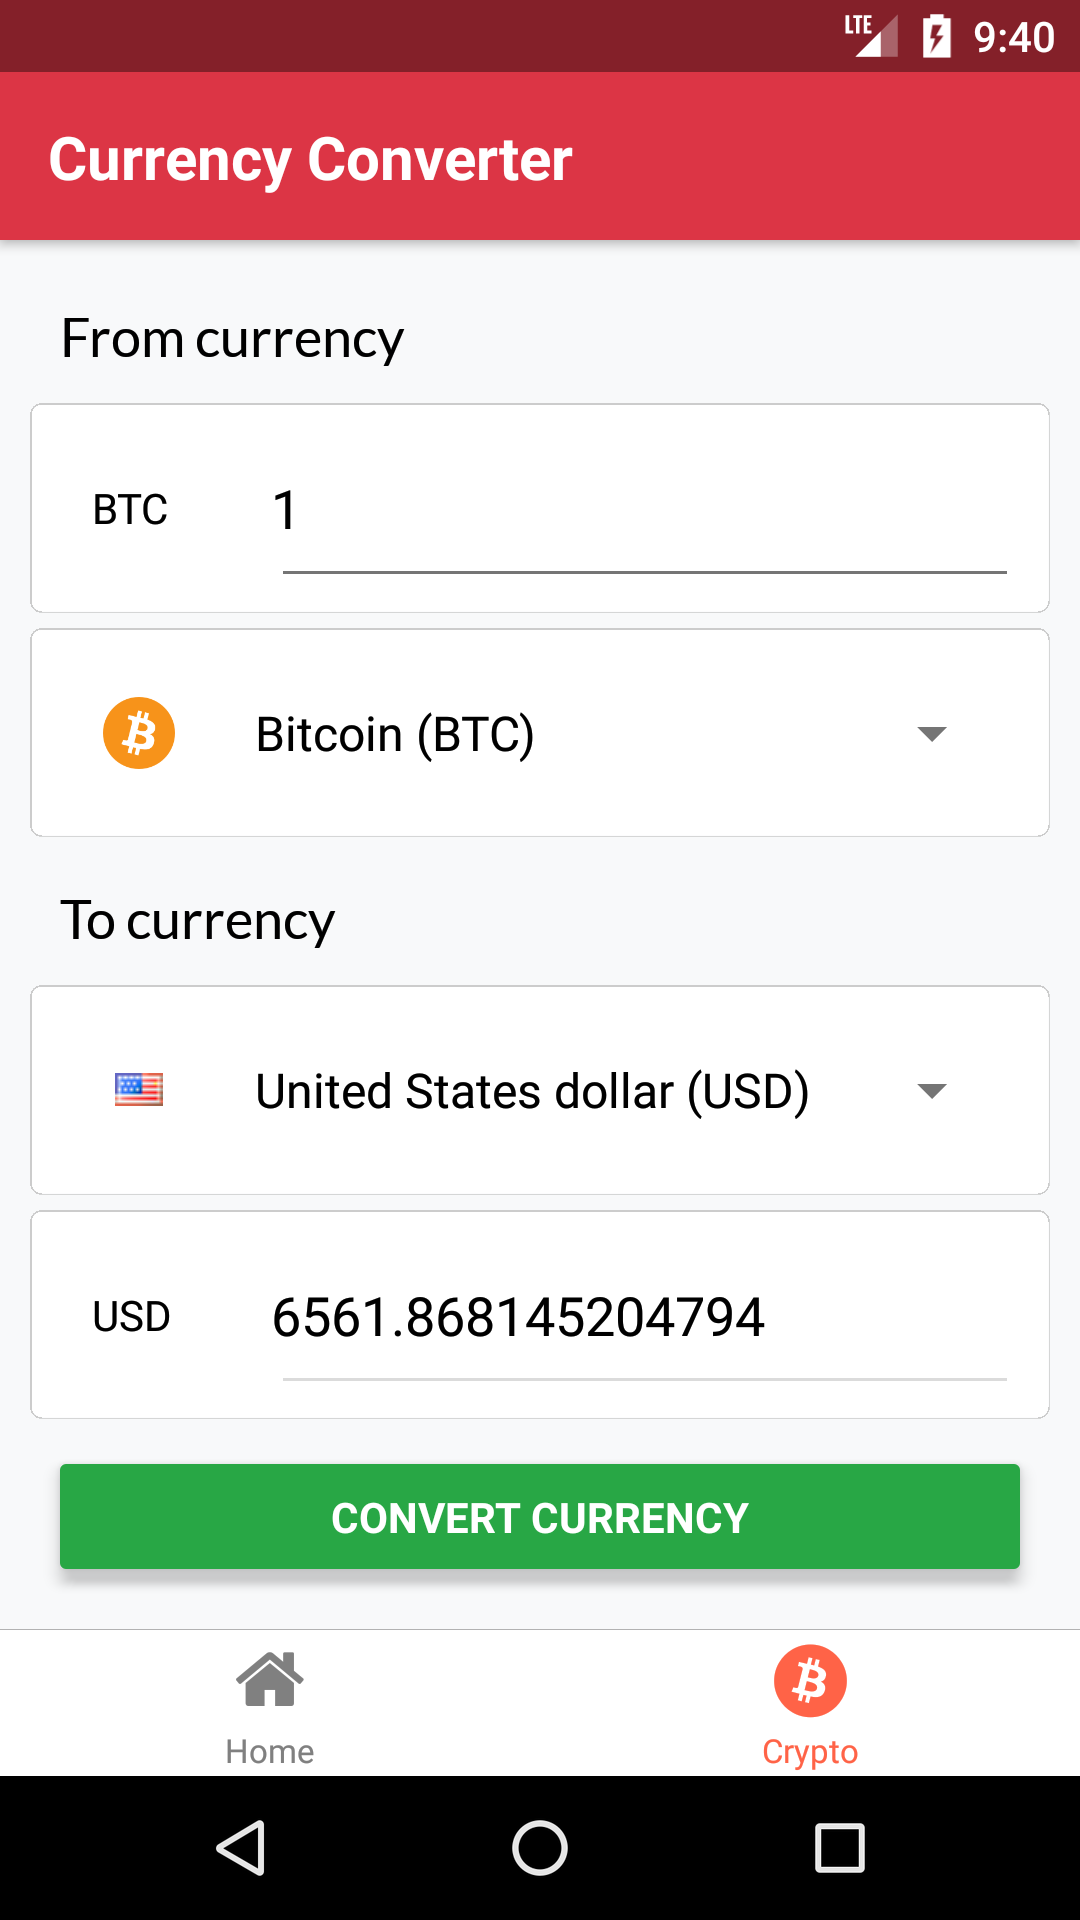 LTE 9:40
Currency Converter
From currency
BTC 1
Bitcoin (BTC)
To currency
United States dollar (USD)
USD 6561.868145204794
CONVERT CURRENCY
Home Crypto